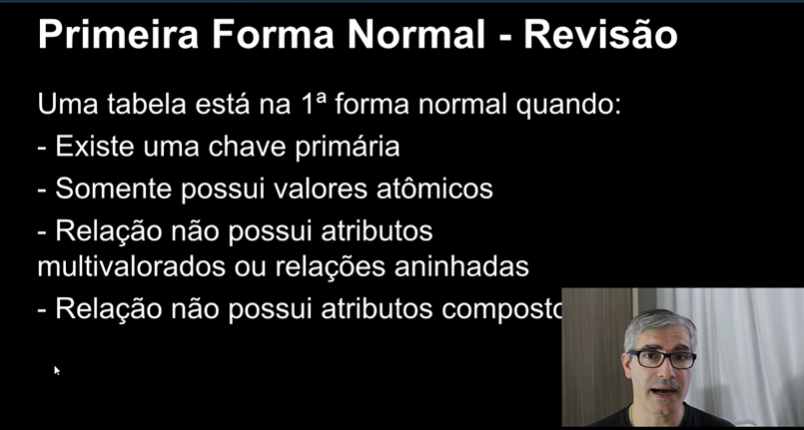 Primeira Forma Normal - Revisão
Uma tabela está na 1ª forma normal quando:
- Existe uma chave primária
- Somente possui valores atômicos
- Relação não possui atributos
multivalorados ou relações aninhadas
- Relação não possui atributos